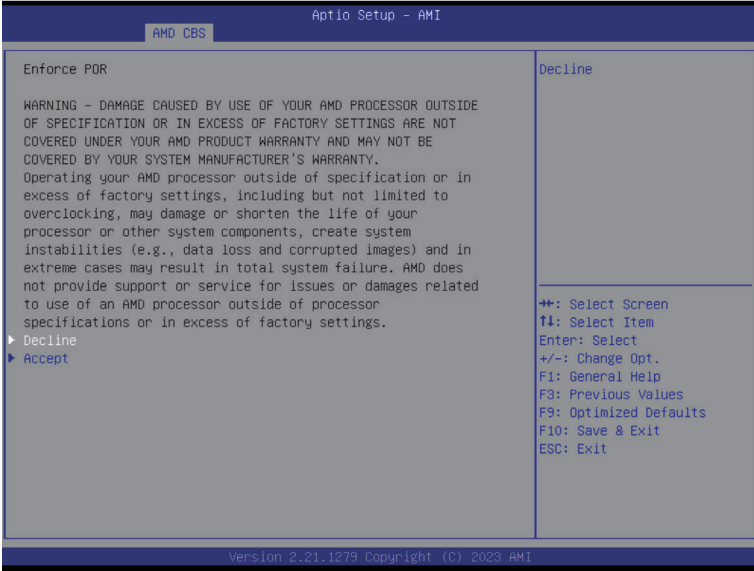 Aptio Setup – AMI
AMD CBS
Enforce POR
WARNING – DAMAGE CAUSED BY USE OF YOUR AMD PROCESSOR OUTSIDE
OF SPECIFICATION OR IN EXCESS OF FACTORY SETTINGS ARE NOT
COVERED UNDER YOUR AMD PRODUCT WARRANTY AND MAY NOT BE
COVERED BY YOUR SYSTEM MANUFACTURER'S WARRANTY.
Operating your AMD processor outside of specification or in
excess of factory settings, including but not limited to
overclocking, may damage or shorten the life of your
processor or other system components, create system
instabilities (e.g., data loss and corrupted images) and in
extreme cases may result in total system failure. AMD does
not provide support or service for issues or damages related
to use of an AMD processor outside of processor
specifications or in excess of factory settings.
Decline
Accept
Decline
→←: Select Screen
↑↓: Select Item
Enter: Select
+/-: Change Opt.
F1: General Help
F3: Previous Values
F9: Optimized Defaults
F10: Save & Exit
ESC: Exit
Version 2.21.1279 Copyright (C) 2023 AMI